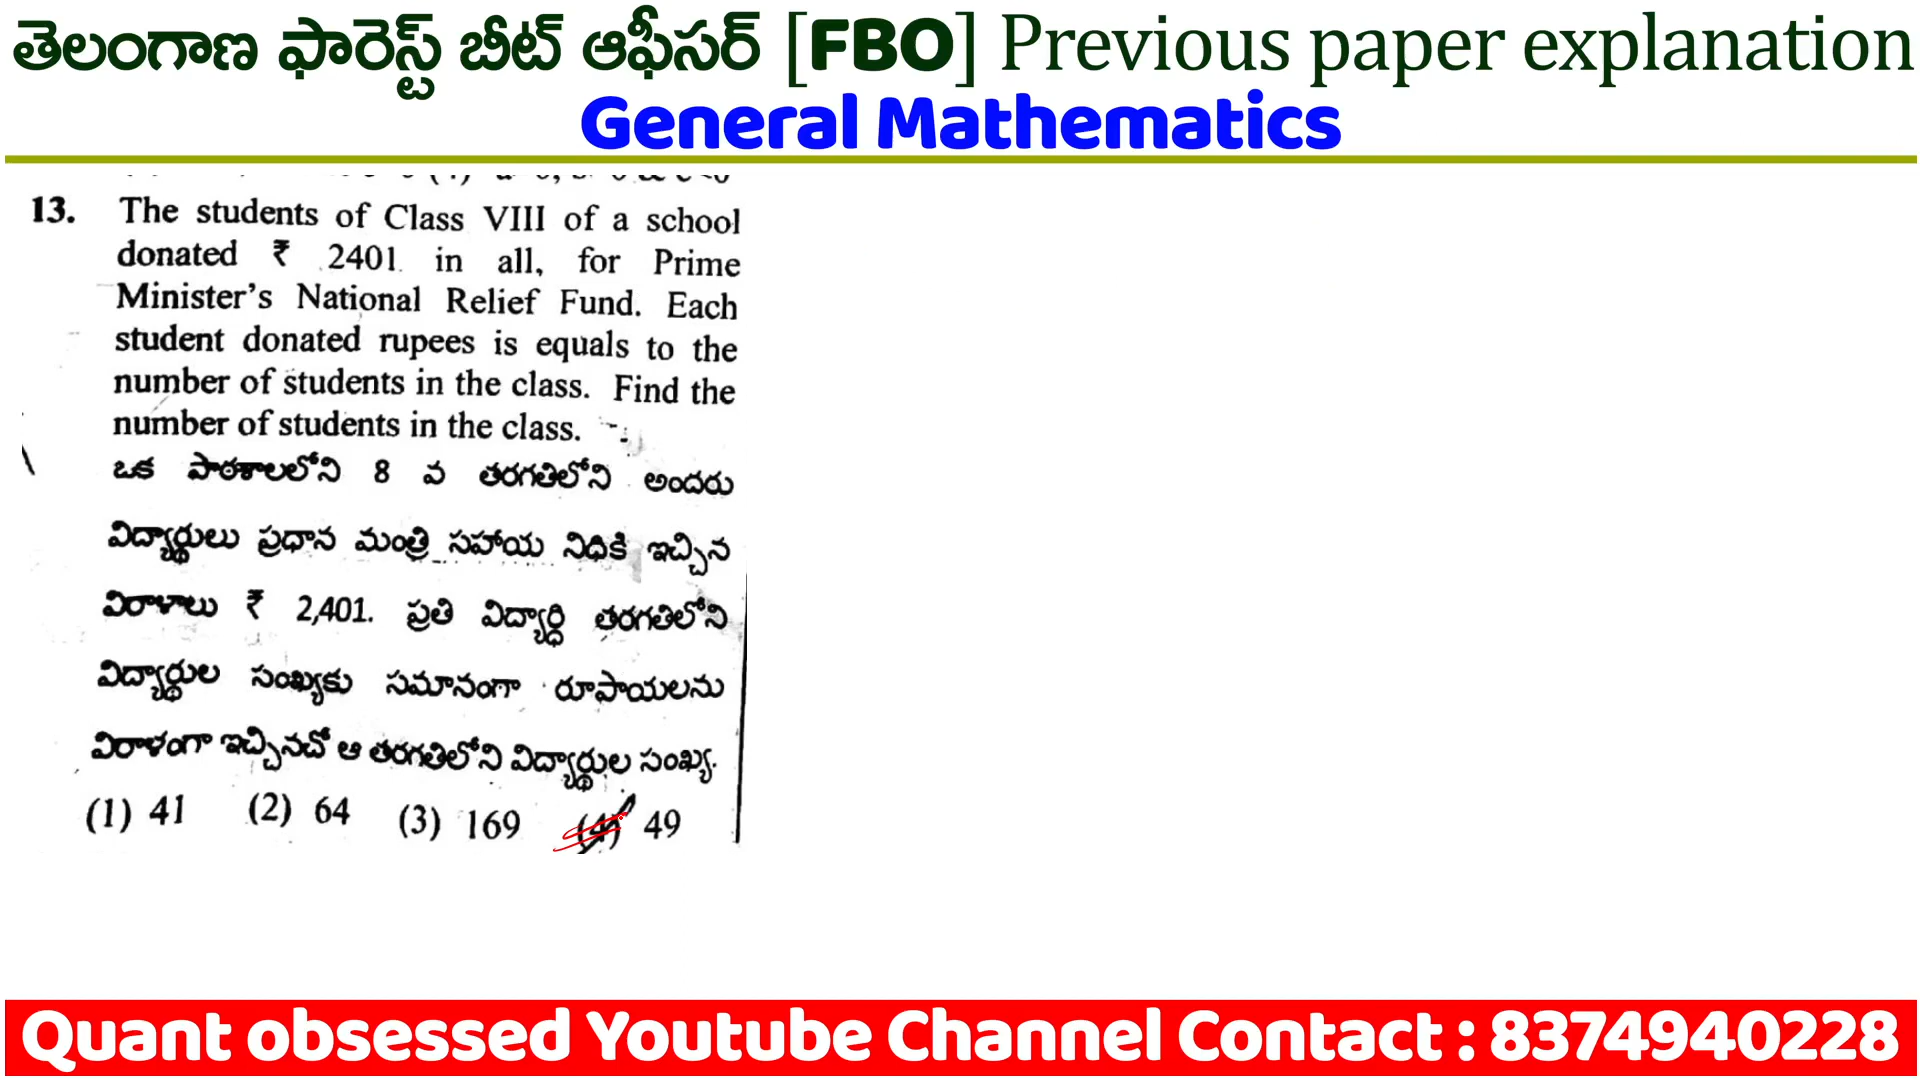 తెలంగాణ ఫారెస్ట్ బీట్ ఆఫీసర్ [FBO] Previous paper explanation
General Mathematics
13. The students of Class VIII of a school
donated ₹ 2401 in all, for Prime
Minister's National Relief Fund. Each
student donated rupees is equals to the
number of students in the class. Find the
number of students in the class.
ఒక పాఠశాలలోని 8 వ తరగతిలోని అందరు
విద్యార్థులు ప్రధాన మంత్రి సహాయ నిధికి ఇచ్చిన
విరాళాలు ₹ 2,401. ప్రతి విద్యార్థి తరగతిలోని
విద్యార్థుల సంఖ్యకు సమానంగా రూపాయలను
విరాళంగా ఇచ్చినచో ఆ తరగతిలోని విద్యార్థుల సంఖ్య.
(1) 41 (2) 64 (3) 169 (4) 49
Quant obsessed Youtube Channel Contact : 8374940228